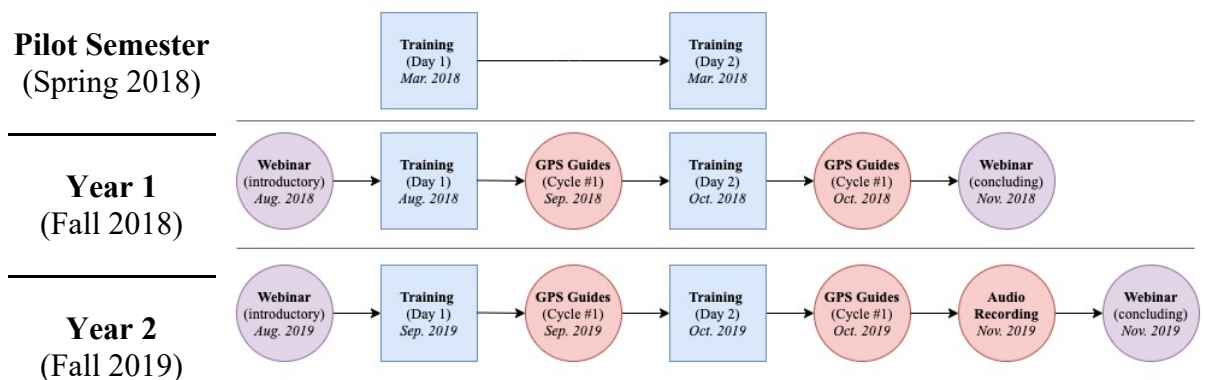 Pilot Semester
(Spring 2018)
Training
(Day 1)
Mar. 2018
Training
(Day 2)
Mar. 2018
Year 1
(Fall 2018)
Webinar
(introductory)
Aug. 2018
Training
(Day 1)
Aug. 2018
GPS Guides
(Cycle #1)
Sep. 2018
Training
(Day 2)
Oct. 2018
GPS Guides
(Cycle #1)
Oct. 2018
Webinar
(concluding)
Nov. 2018
Year 2
(Fall 2019)
Webinar
(introductory)
Aug. 2019
Training
(Day 1)
Sep. 2019
GPS Guides
(Cycle #1)
Sep. 2019
Training
(Day 2)
Oct. 2019
GPS Guides
(Cycle #1)
Oct. 2019
Audio
Recording
Nov. 2019
Webinar
(concluding)
Nov. 2019